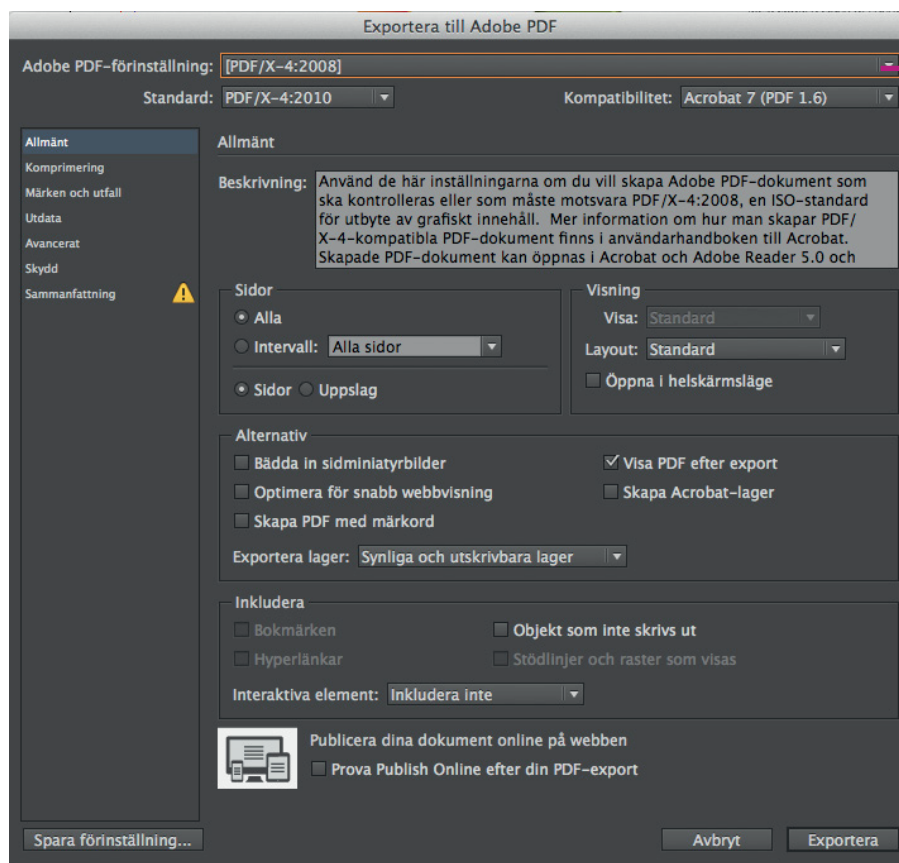 Exportera till Adobe PDF
Adobe PDF-förinställning: [PDF/X-4:2008]
Standard: PDF/X-4:2010 Kompatibilitet: Acrobat 7 (PDF 1.6)
Allmänt
Komprimering
Märken och utfall
Utdata
Avancerat
Skydd
Sammanfattning
Allmänt
Beskrivning: Använd de här inställningarna om du vill skapa Adobe PDF-dokument som
ska kontrolleras eller som måste motsvara PDF/X-4:2008, en ISO-standard
för utbyte av grafiskt innehåll. Mer information om hur man skapar PDF/
X-4-kompatibla PDF-dokument finns i användarhandboken till Acrobat.
Skapade PDF-dokument kan öppnas i Acrobat och Adobe Reader 5.0 och
Sidor
Alla
Intervall: Alla sidor
Sidor Uppslag
Visning
Visa: Standard
Layout: Standard
Öppna i helskärmsläge
Alternativ
Bädda in sidminiatyrbilder Visa PDF efter export
Optimera för snabb webbvisning Skapa Acrobat-lager
Skapa PDF med märkord
Exportera lager: Synliga och utskrivbara lager
Inkludera
Bokmärken Objekt som inte skrivs ut
Hyperlänkar Stödlinjer och raster som visas
Interaktiva element: Inkludera inte
Publicera dina dokument online på webben
Prova Publish Online efter din PDF-export
Spara förinställning... Avbryt Exportera